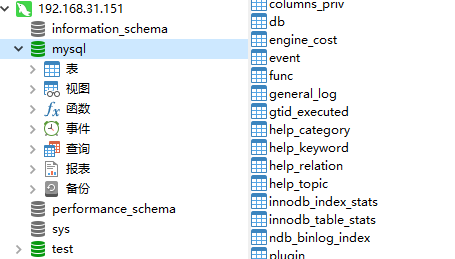 192.168.31.151
information_schema
mysql
表
视图
函数
事件
查询
报表
备份
performance_schema
sys
test
columns_priv
db
engine_cost
event
func
general_log
gtid_executed
help_category
help_keyword
help_relation
help_topic
innodb_index_stats
innodb_table_stats
ndb_binlog_index
plugin